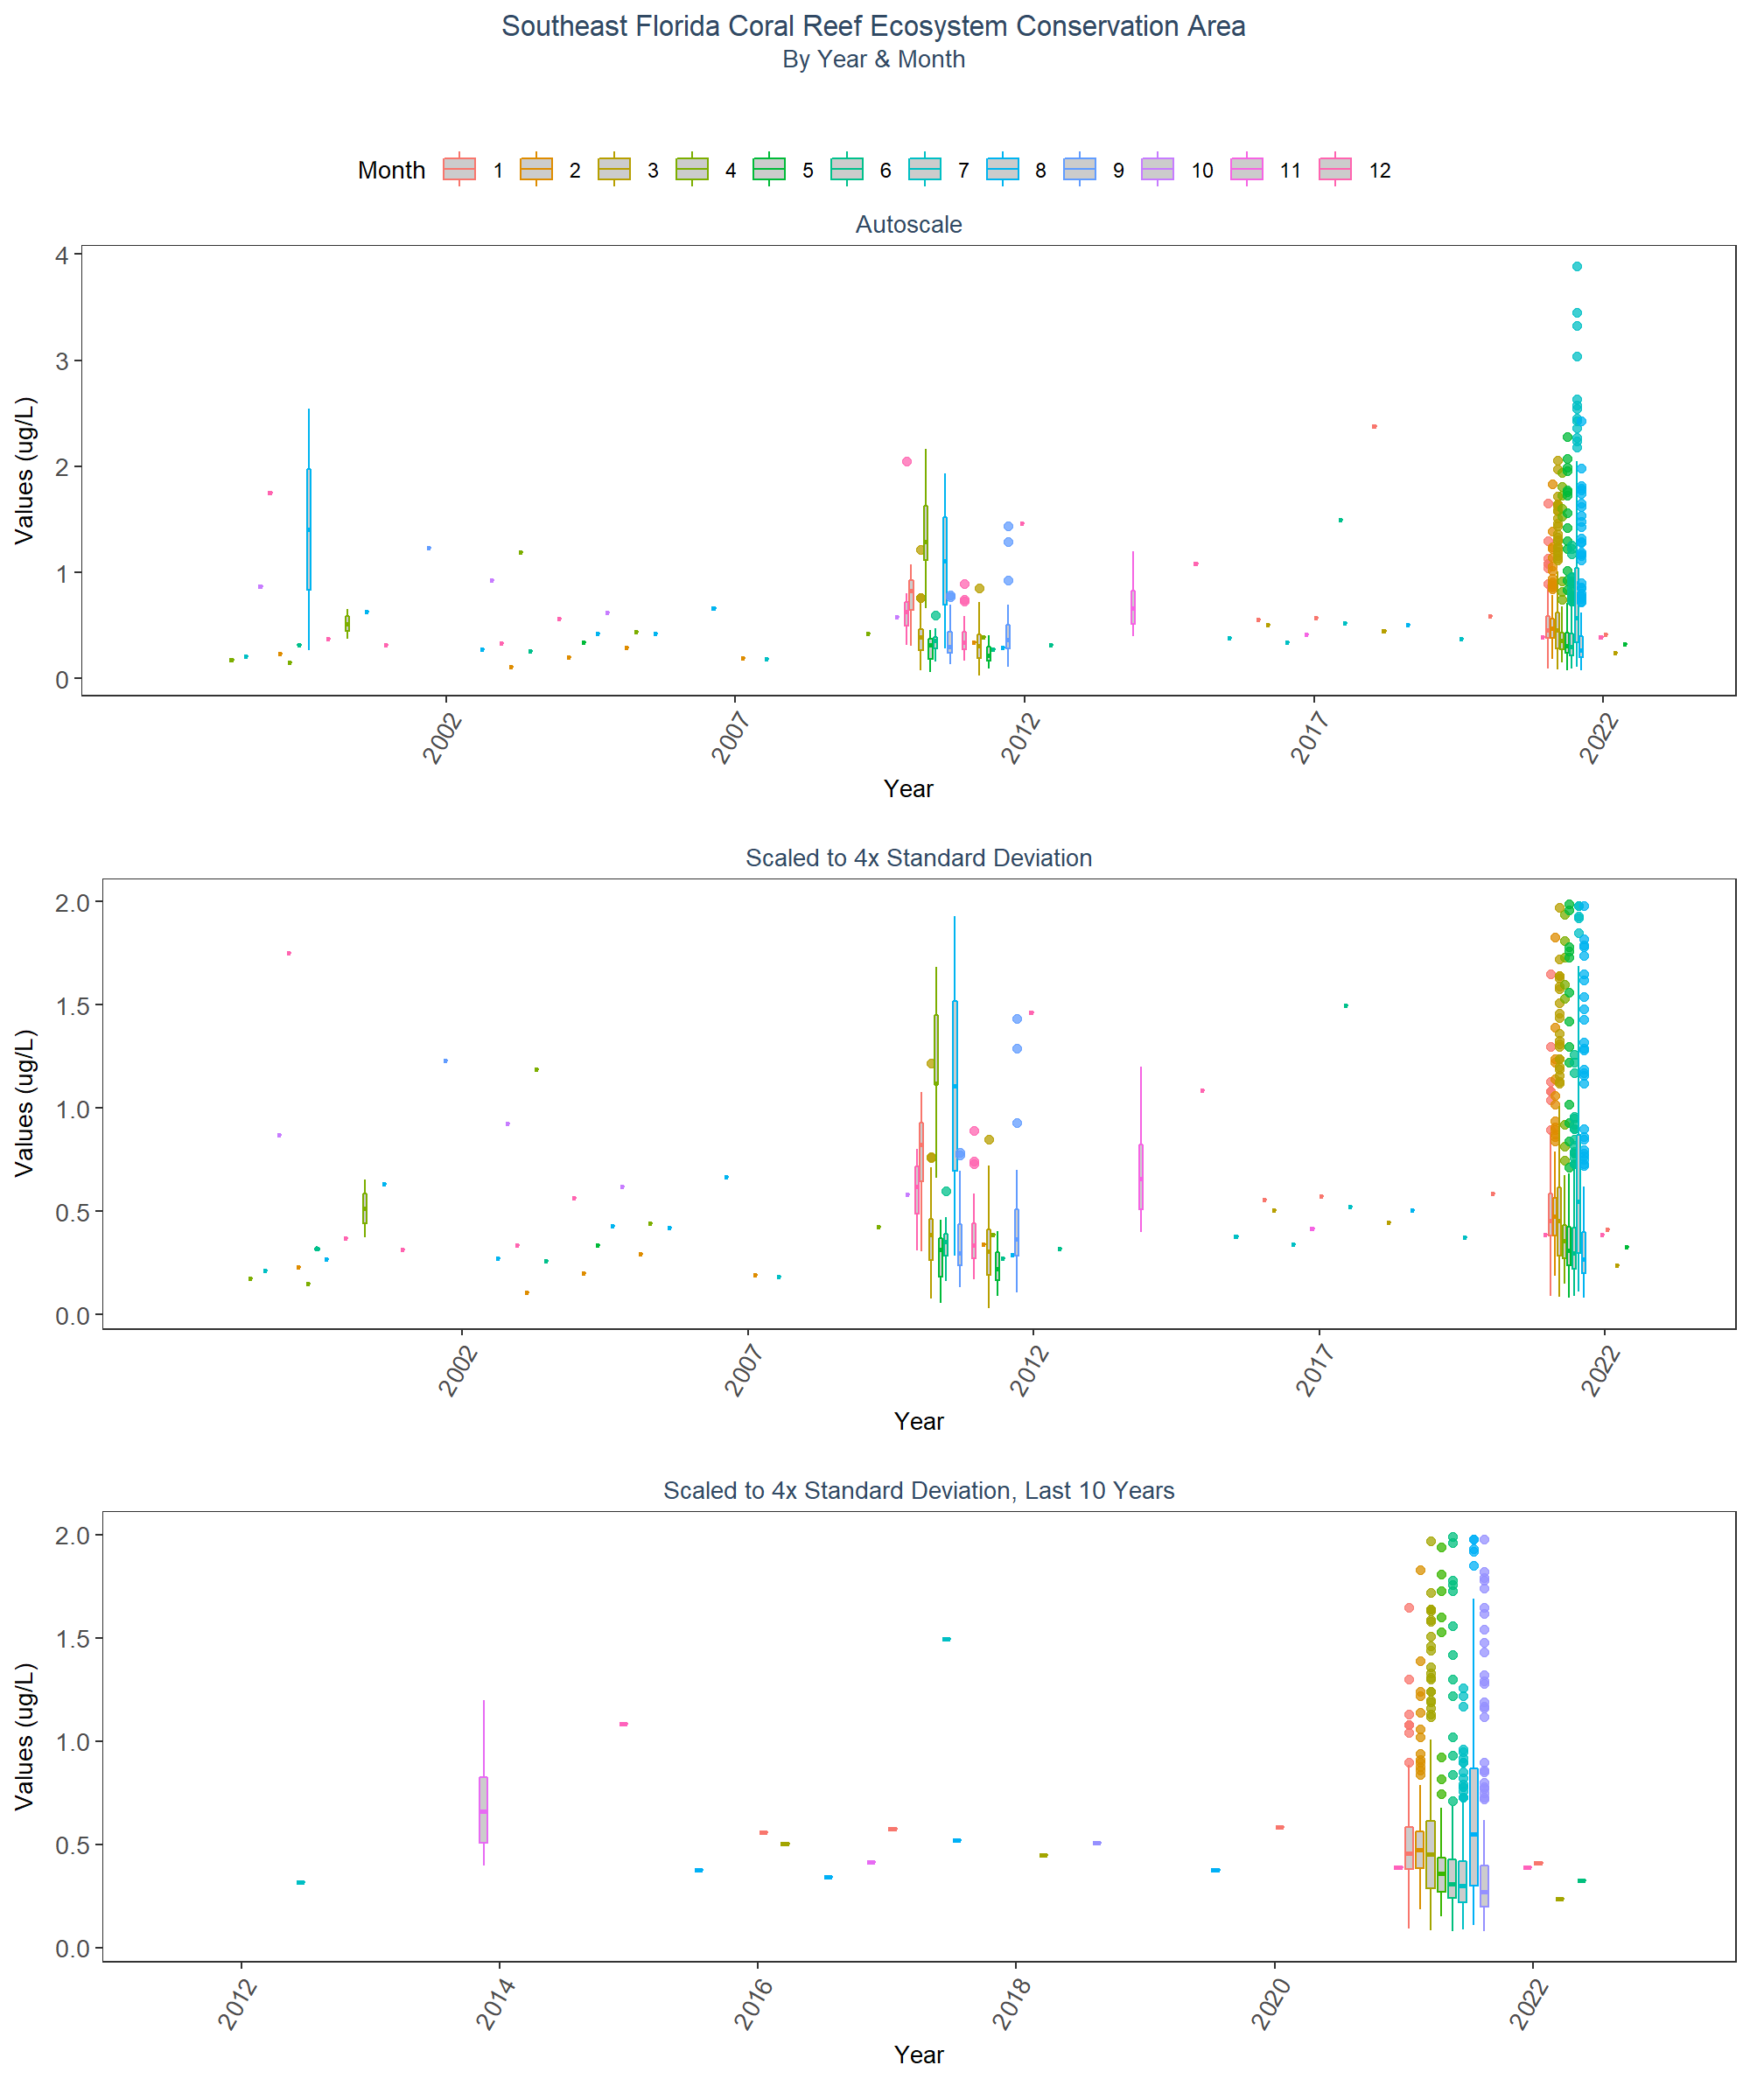 Southeast Florida Coral Reef Ecosystem Conservation Area
By Year & Month
Month 1 2 3 4 5 6 7 8 9 10 11 12
Autoscale
Values (ug/L)
4
3
2
1
0
2002 2007 2012 2017 2022
Year
Scaled to 4x Standard Deviation
Values (ug/L)
2.0
1.5
1.0
0.5
0.0
2002 2007 2012 2017 2022
Year
Scaled to 4x Standard Deviation, Last 10 Years
Values (ug/L)
2.0
1.5
1.0
0.5
0.0
2012 2014 2016 2018 2020 2022
Year